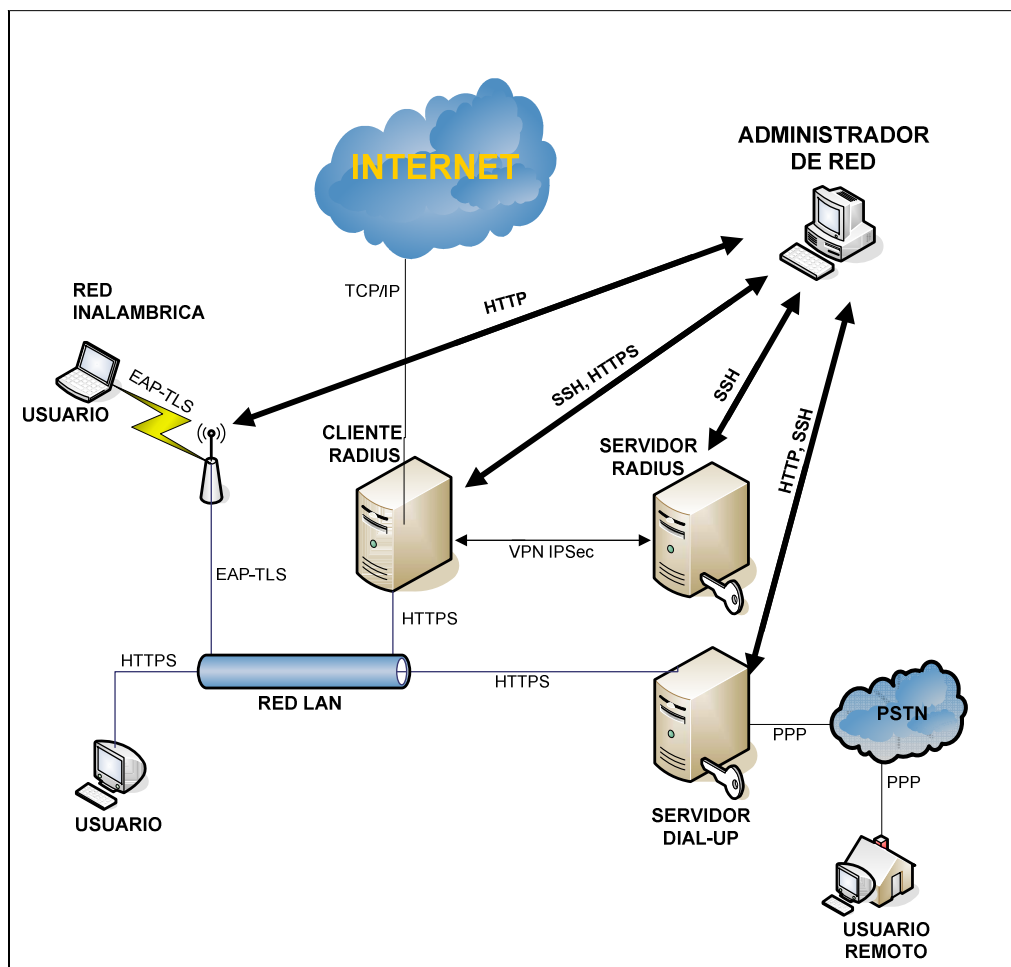 INTERNET
ADMINISTRADOR
DE RED
TCP/IP
RED
INALAMBRICA
HTTP
EAP-TLS
USUARIO
SSH, HTTPS
SSH
HTTP, SSH
CLIENTE
RADIUS
SERVIDOR
RADIUS
VPN IPSec
EAP-TLS
HTTPS
HTTPS
HTTPS
RED LAN
PSTN
PPP
PPP
USUARIO
SERVIDOR
DIAL-UP
USUARIO
REMOTO